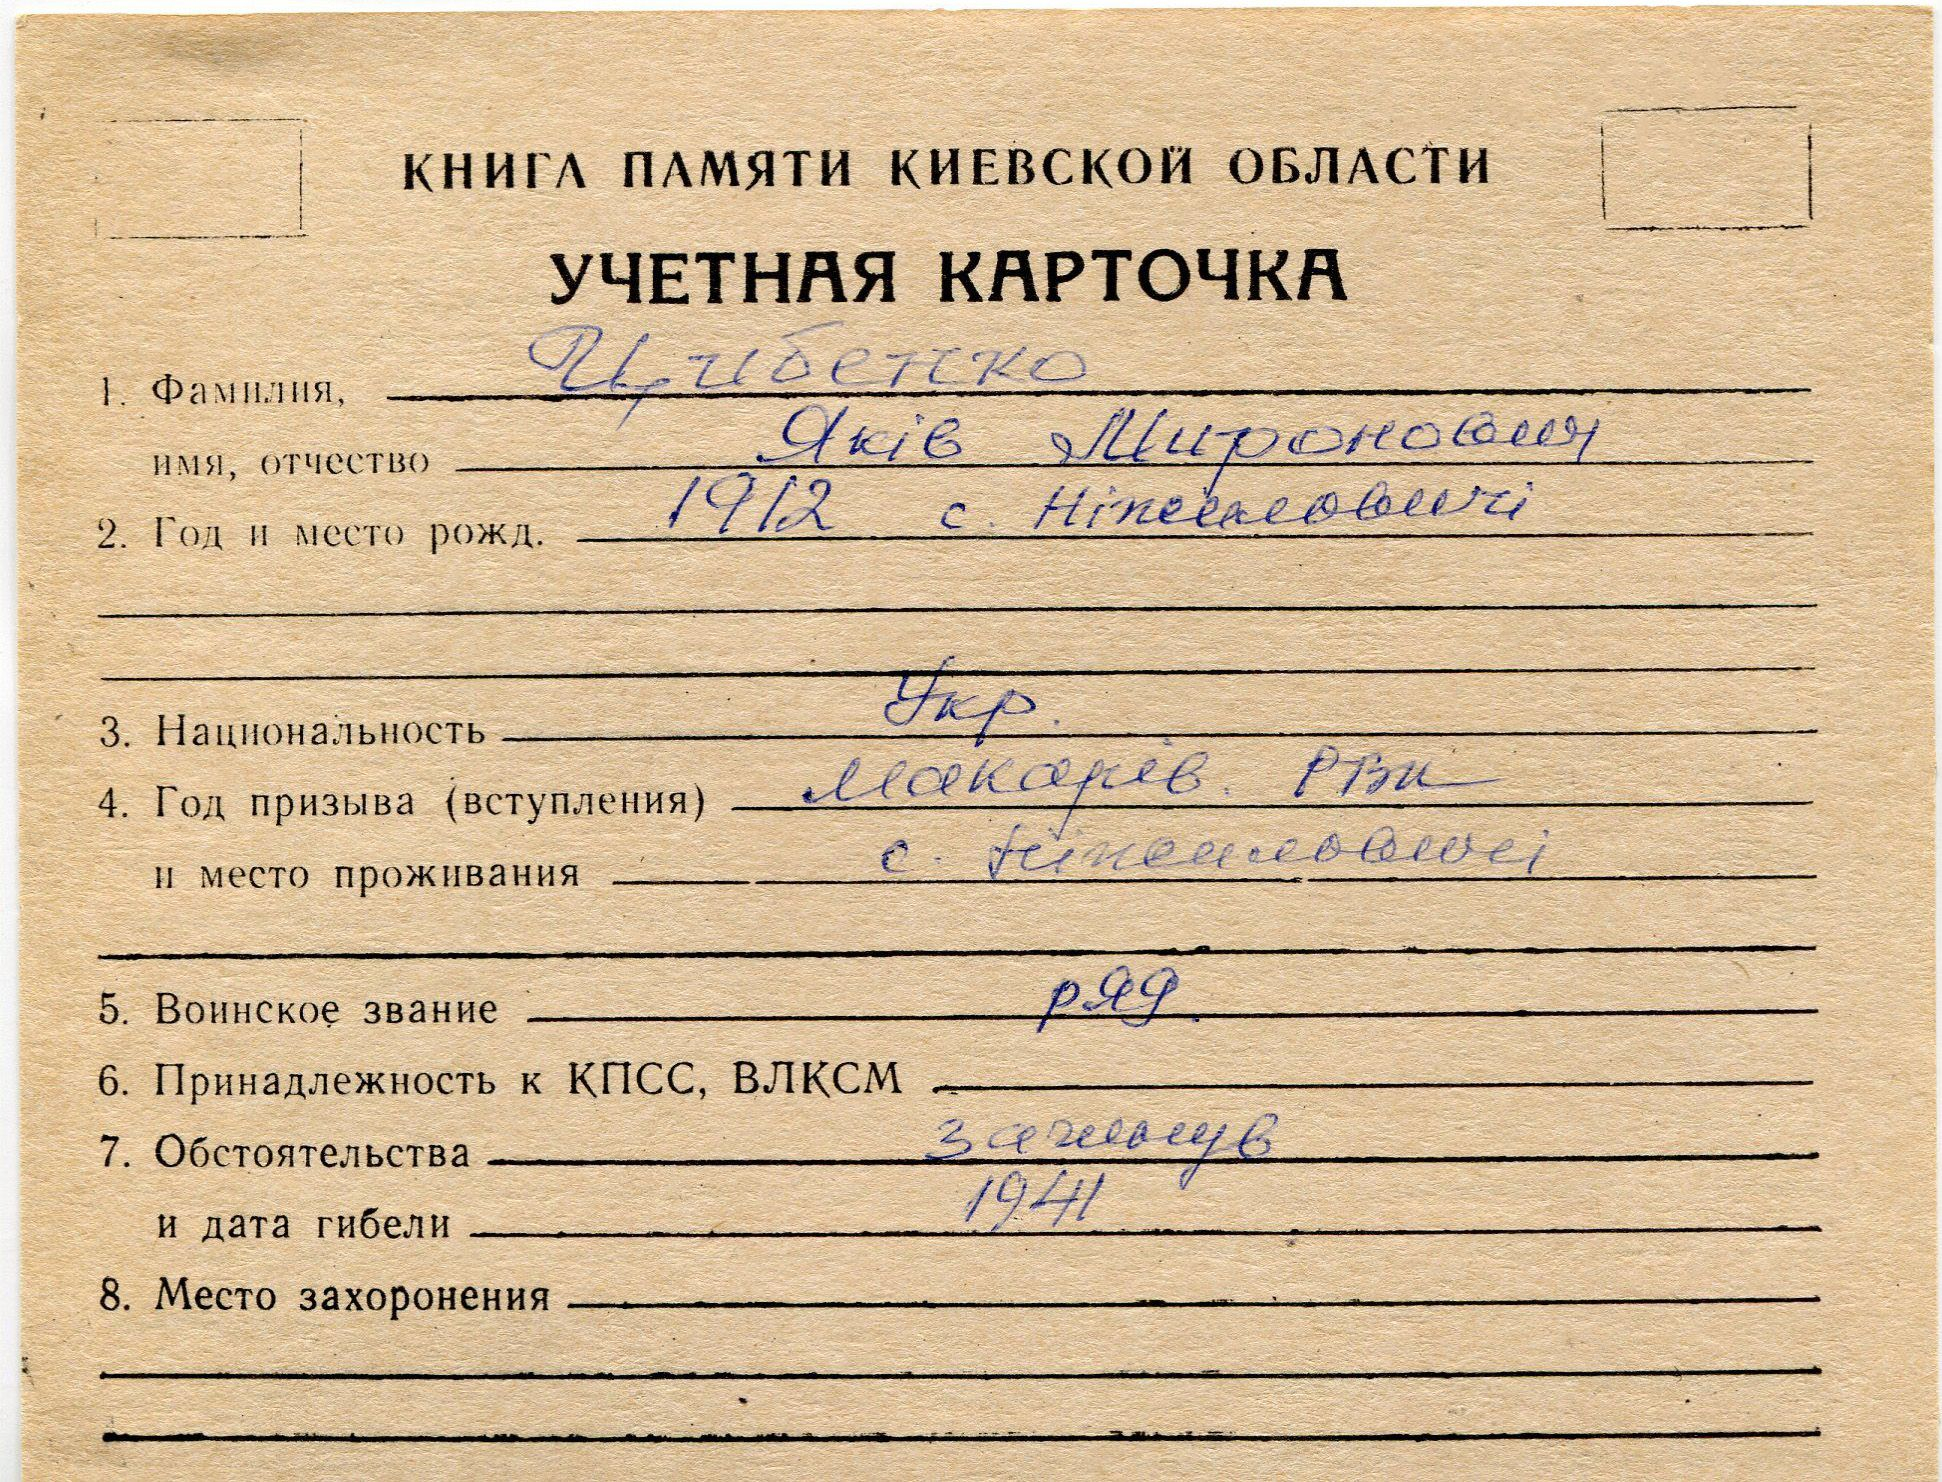 КНИГА ПАМЯТИ КИЕВСКОЙ ОБЛАСТИ
УЧЕТНАЯ КАРТОЧКА
1. Фамилия, Цибенко
имя, отчество Яків Миронович
2. Год и место рожд. 1912 с. Ніжиловичі
3. Национальность Укр.
4. Год призыва (вступления) Макарів. РВК
и место проживания с. Ніжиловичі
5. Воинское звание ряд.
6. Принадлежность к КПСС, ВЛКСМ
7. Обстоятельства загинув
и дата гибели 1941
8. Место захоронения